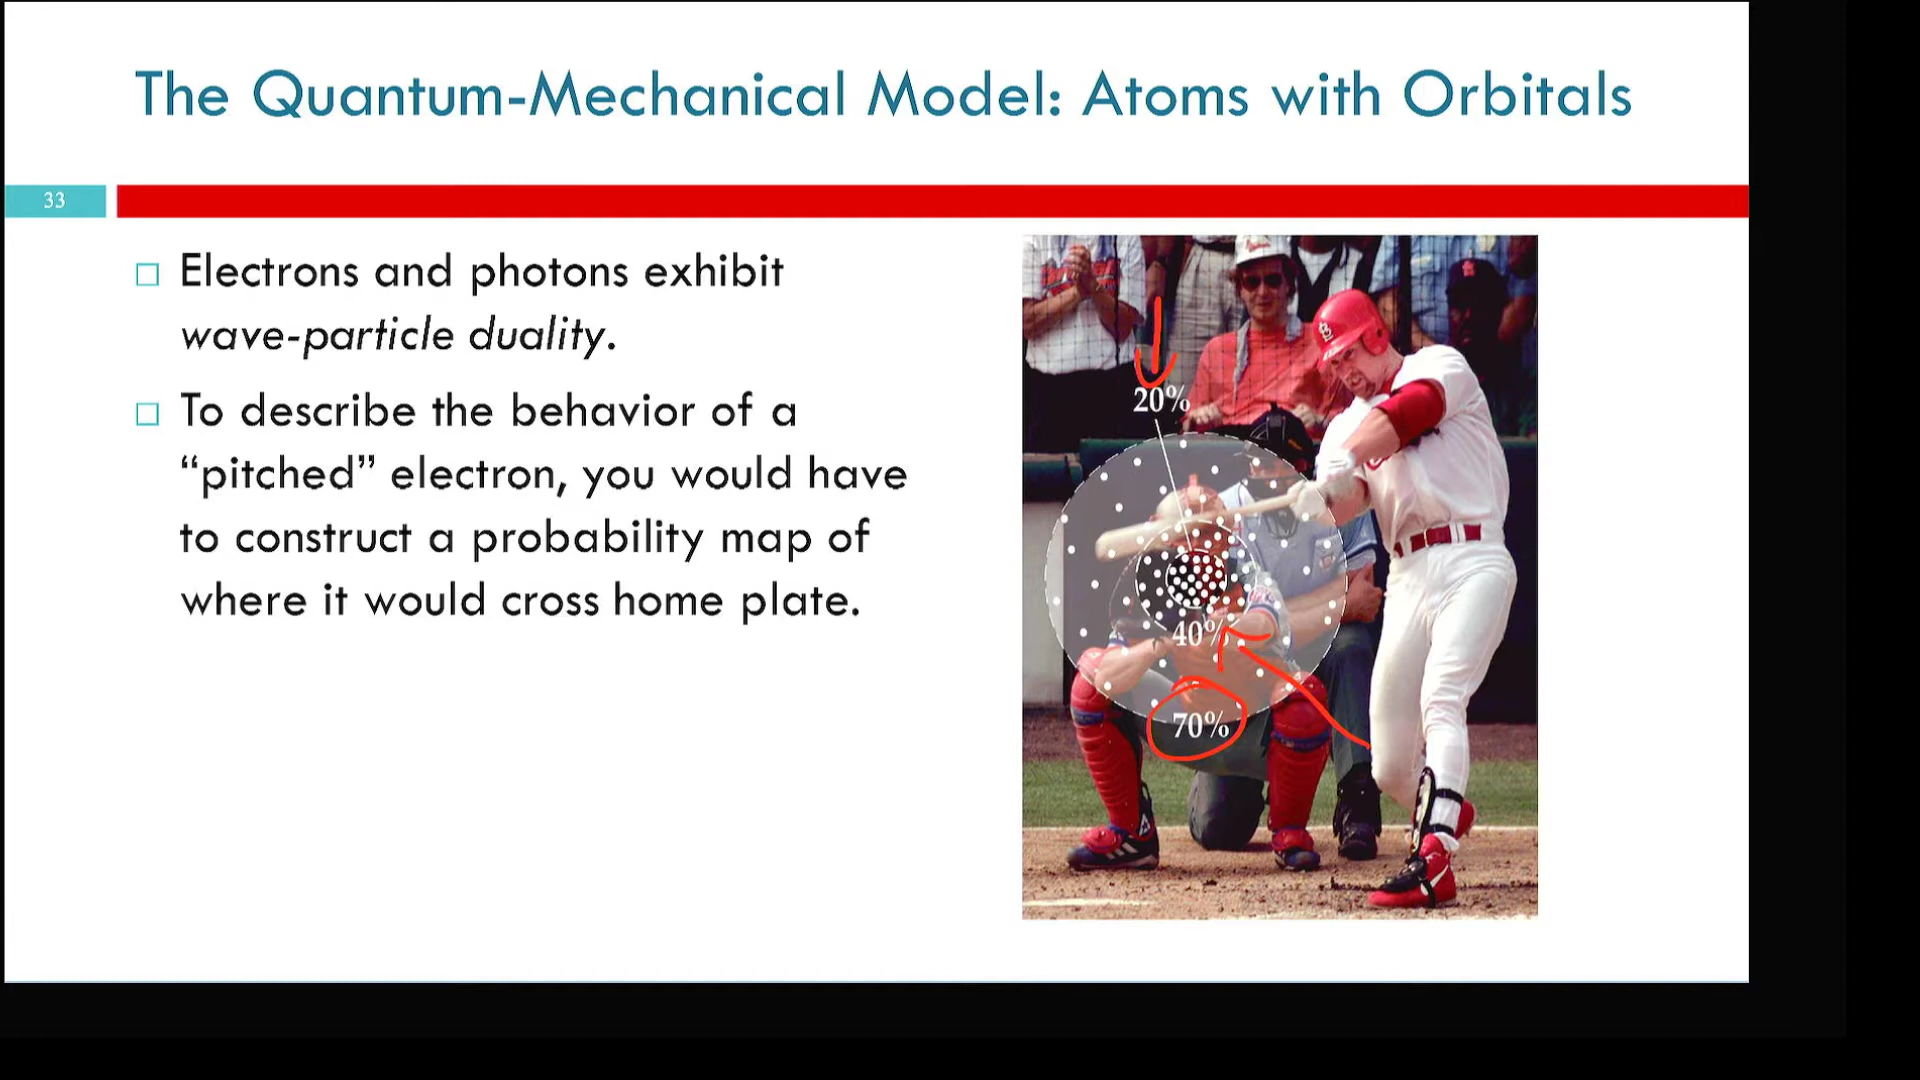 The Quantum-Mechanical Model: Atoms with Orbitals
33
□ Electrons and photons exhibit
wave-particle duality.
□ To describe the behavior of a
“pitched” electron, you would have
to construct a probability map of
where it would cross home plate.
20%
40%
70%